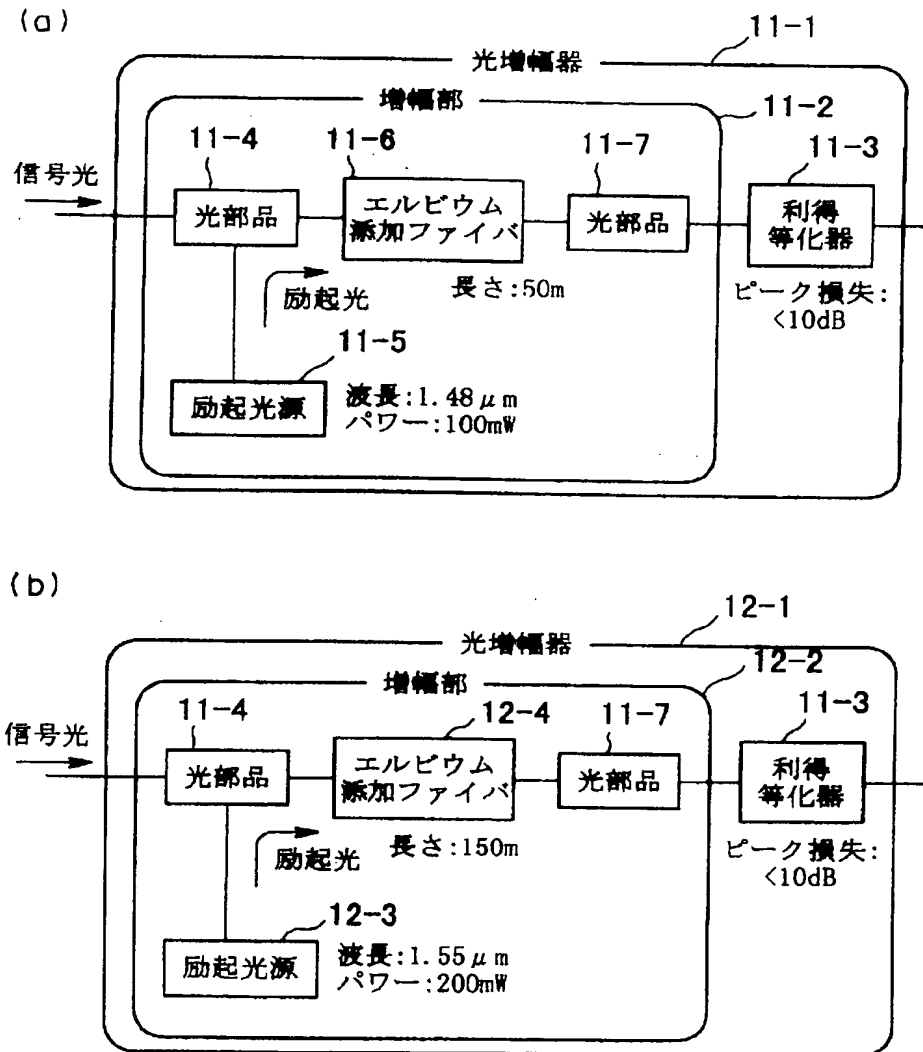 (a)
11-1
光増幅器
増幅部
11-2
11-4
11-6
11-7
11-3
信号光
光部品
エルビウム
添加ファイバ
光部品
利得
等化器
励起光
長さ:50m
ピーク損失:
<10dB
11-5
励起光源
波長:1.48μm
パワー:100mW
(b)
12-1
光増幅器
増幅部
12-2
11-4
12-4
11-7
11-3
信号光
光部品
エルビウム
添加ファイバ
光部品
利得
等化器
励起光
長さ:150m
ピーク損失:
<10dB
12-3
励起光源
波長:1.55μm
パワー:200mW